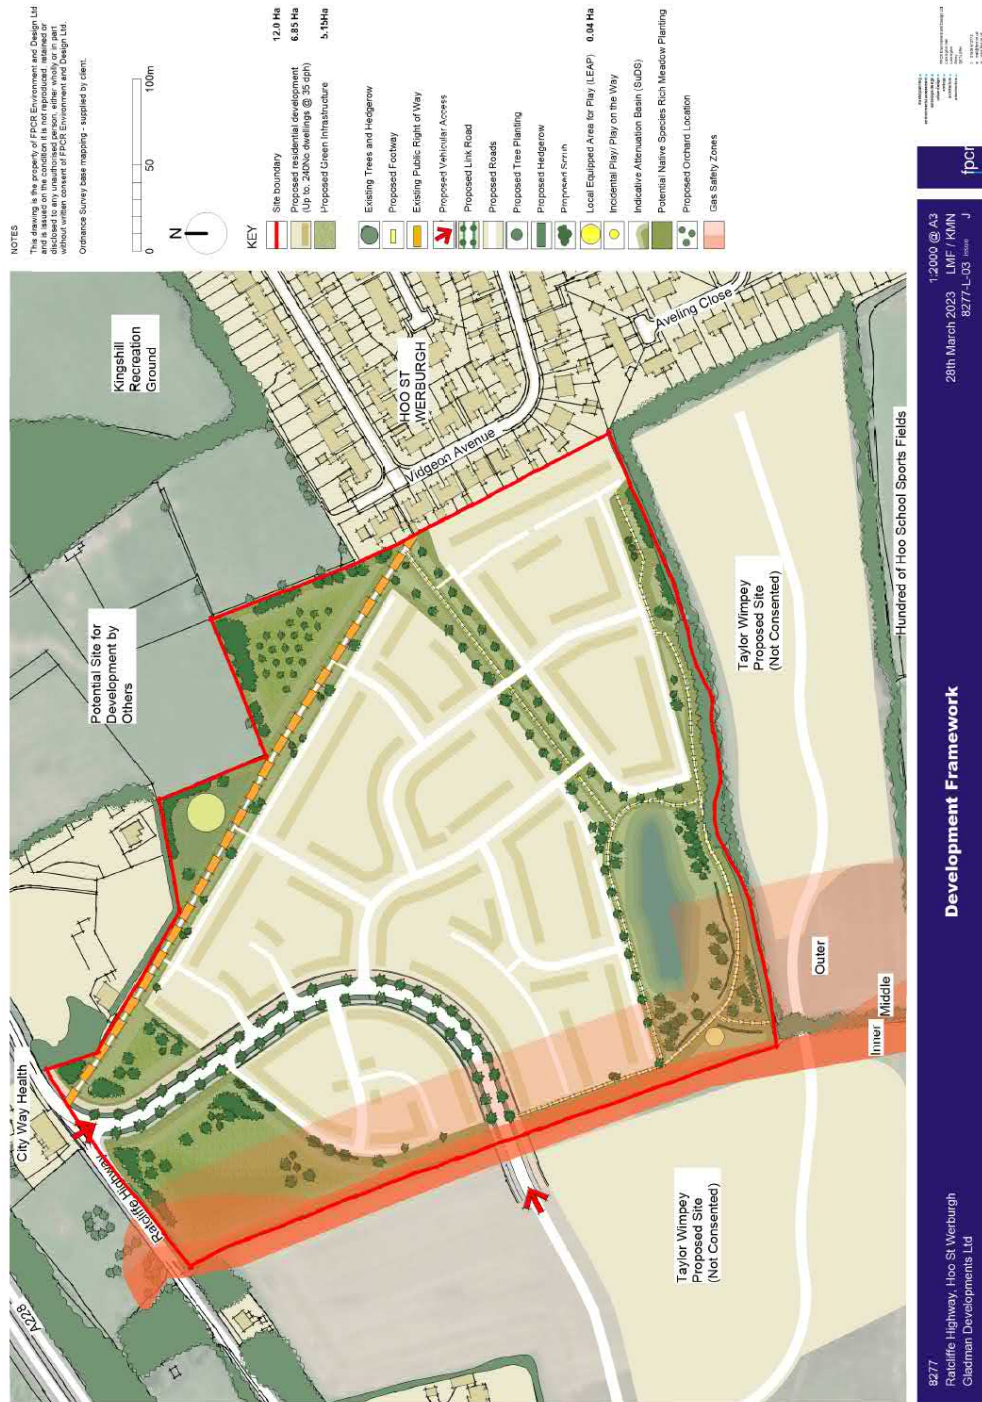 NOTES
This drawing is the property of FPCR Environment and Design Ltd
and is issued on the condition it is not reproduced, retained or
disclosed to any unauthorised person, either wholly or in part
without written consent of FPCR Environment and Design Ltd.
Ordnance Survey base mapping - supplied by client.
0
50
100m
N
KEY
Site boundary 12.0 Ha
Proposed residential development 6.85 Ha
(Up to. 240No dwellings @ 35 dph)
Proposed Green Infrastructure 5.15Ha
Existing Trees and Hedgerow
Proposed Footway
Existing Public Right of Way
Proposed Vehicular Access
Proposed Link Road
Proposed Roads
Proposed Tree Planting
Proposed Hedgerow
Proposed Scrub
Local Equipped Area for Play (LEAP) 0.04 Ha
Incidental Play/ Play on the Way
Indicative Attenuation Basin (SuDS)
Potential Native Species Rich Meadow Planting
Proposed Orchard Location
Gas Safety Zones
Kingshill
Recreation
Ground
HOO ST
WERBURGH
Vidgeon Avenue
Aveling Close
Potential Site for
Development by
Others
City Way Health
Ratcliffe Highway
A228
Taylor Wimpey
Proposed Site
(Not Consented)
Hundred of Hoo School Sports Fields
Outer
Middle
Inner
Taylor Wimpey
Proposed Site
(Not Consented)
8277
Ratcliffe Highway, Hoo St Werburgh
Gladman Developments Ltd
Development Framework
1:2000 @ A3
28th March 2023 LMF / KMN
8277-L-03 issue J
fpcr